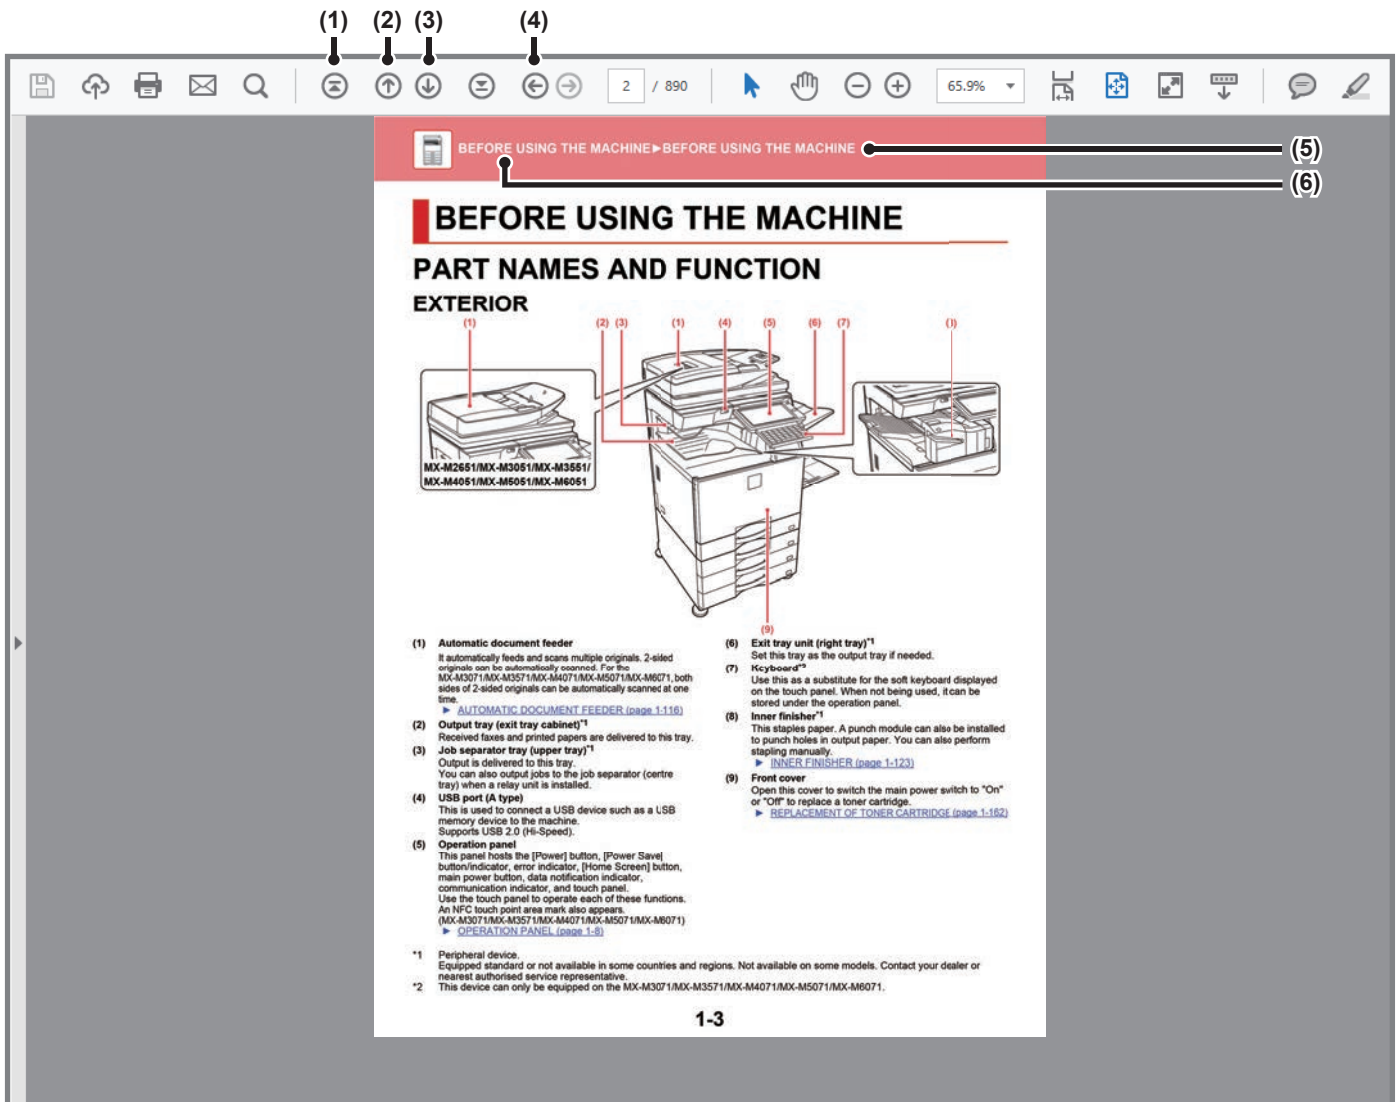 (1) (2) (3) (4)
2 / 890 65.9%
BEFORE USING THE MACHINE►BEFORE USING THE MACHINE (5)
(6)
BEFORE USING THE MACHINE
PART NAMES AND FUNCTION
EXTERIOR
(1) (2) (3) (1) (4) (5) (6) (7) ()
MX-M2651/MX-M3051/MX-M3551/
MX-M4051/MX-M5051/MX-M6051
(9)
(1) Automatic document feeder
It automatically feeds and scans multiple originals. 2-sided
originals can be automatically scanned. For the
MX-M3071/MX-M3571/MX-M4071/MX-M5071/MX-M6071, both
sides of 2-sided originals can be automatically scanned at one
time.
► AUTOMATIC DOCUMENT FEEDER (page 1-116)
(2) Output tray (exit tray cabinet)*1
Received faxes and printed papers are delivered to this tray.
(3) Job separator tray (upper tray)*1
Output is delivered to this tray.
You can also output jobs to the job separator (centre
tray) when a relay unit is installed.
(4) USB port (A type)
This is used to connect a USB device such as a USB
memory device to the machine.
Supports USB 2.0 (Hi-Speed).
(5) Operation panel
This panel hosts the [Power] button, [Power Save]
button/indicator, error indicator, [Home Screen] button,
main power button, data notification indicator,
communication indicator, and touch panel.
Use the touch panel to operate each of these functions.
An NFC touch point area mark also appears.
(MX-M3071/MX-M3571/MX-M4071/MX-M5071/MX-M6071)
► OPERATION PANEL (page 1-8)
(6) Exit tray unit (right tray)*1
Set this tray as the output tray if needed.
(7) Keyboard
Use this as a substitute for the soft keyboard displayed
on the touch panel. When not being used, it can be
stored under the operation panel.
(8) Inner finisher*1
This staples paper. A punch module can also be installed
to punch holes in output paper. You can also perform
stapling manually.
► INNER FINISHER (page 1-123)
(9) Front cover
Open this cover to switch the main power switch to "On"
or "Off" to replace a toner cartridge.
► REPLACEMENT OF TONER CARTRIDGE (page 1-162)
*1 Peripheral device.
Equipped standard or not available in some countries and regions. Not available on some models. Contact your dealer or
nearest authorised service representative.
*2 This device can only be equipped on the MX-M3071/MX-M3571/MX-M4071/MX-M5071/MX-M6071.
1-3